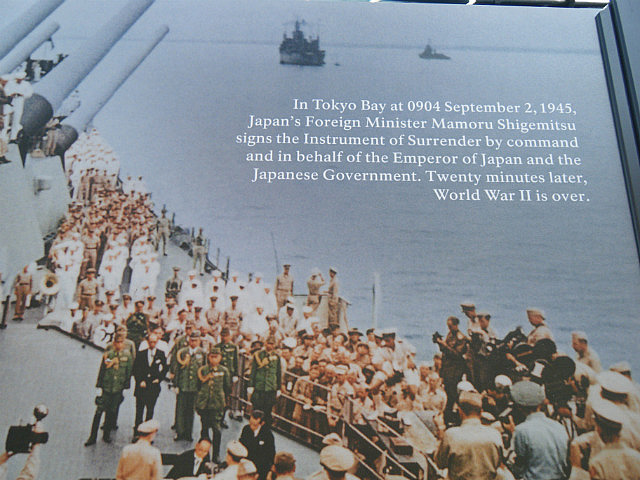 In Tokyo Bay at 0904 September 2, 1945,
Japan's Foreign Minister Mamoru Shigemitsu
signs the Instrument of Surrender by command
and in behalf of the Emperor of Japan and the
Japanese Government. Twenty minutes later,
World War II is over.